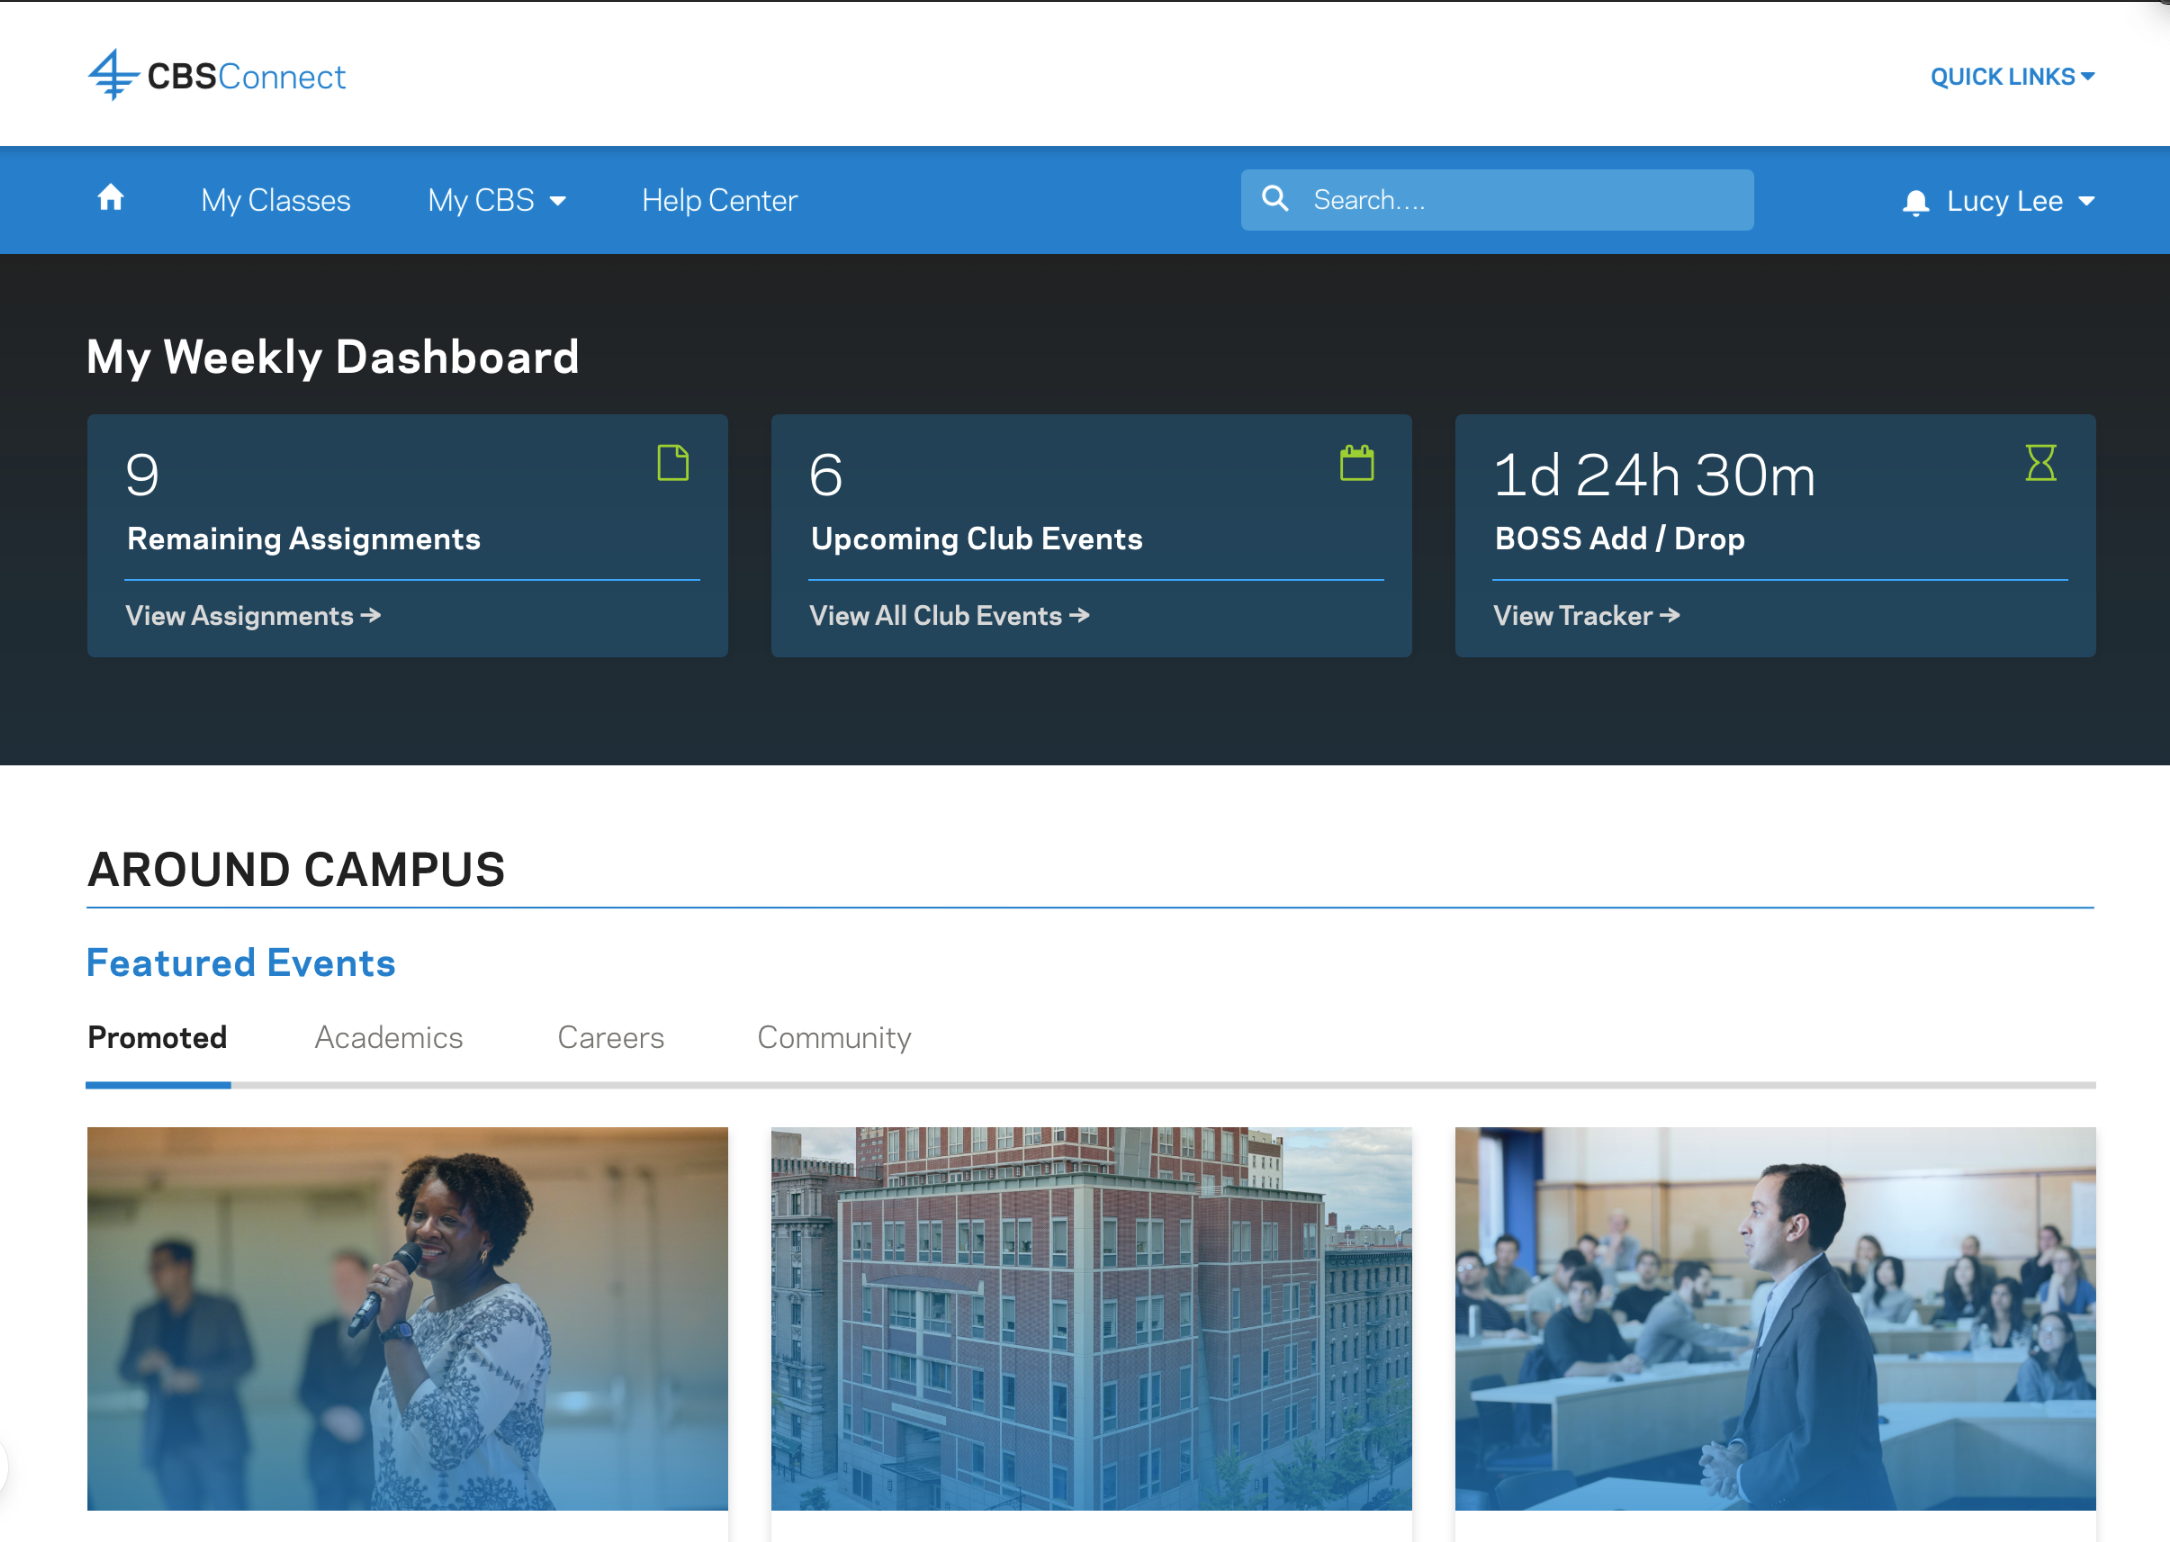 CBSConnect
QUICK LINKS
My Classes
My CBS
Help Center
Search....
Lucy Lee
My Weekly Dashboard
9
Remaining Assignments
View Assignments →
6
Upcoming Club Events
View All Club Events →
1d 24h 30m
BOSS Add / Drop
View Tracker →
AROUND CAMPUS
Featured Events
Promoted
Academics
Careers
Community